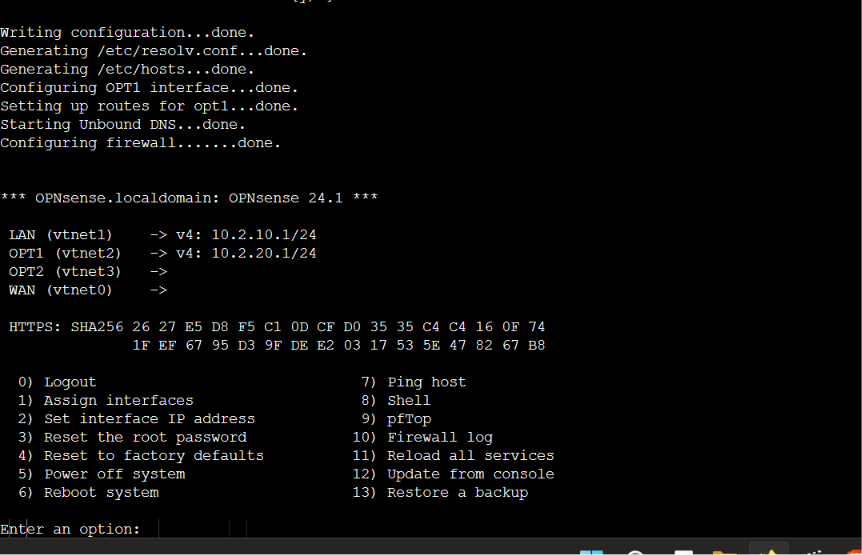 Writing configuration...done.
Generating /etc/resolv.conf...done.
Generating /etc/hosts...done.
Configuring OPT1 interface...done.
Setting up routes for opt1...done.
Starting Unbound DNS...done.
Configuring firewall.......done.
*** OPNsense.localdomain: OPNsense 24.1 ***
LAN (vtnet1)    -> v4: 10.2.10.1/24
OPT1 (vtnet2)   -> v4: 10.2.20.1/24
OPT2 (vtnet3)   ->
WAN (vtnet0)    ->
HTTPS: SHA256 26 27 E5 D8 F5 C1 0D CF D0 35 35 C4 C4 16 0F 74
1F EF 67 95 D3 9F DE E2 03 17 53 5E 47 82 67 B8
0) Logout                              7) Ping host
1) Assign interfaces                   8) Shell
2) Set interface IP address            9) pfTop
3) Reset the root password            10) Firewall log
4) Reset to factory defaults          11) Reload all services
5) Power off system                   12) Update from console
6) Reboot system                      13) Restore a backup
Enter an option: